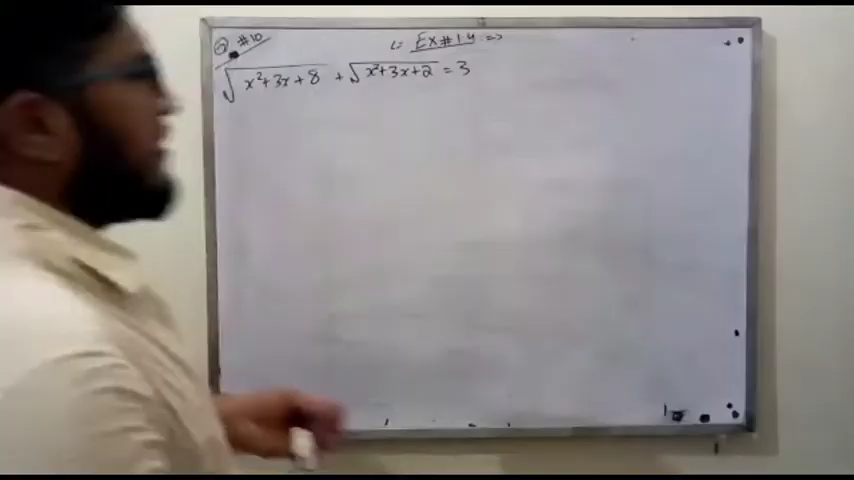 Q #10
Ex#1.4 =>
√x²+3x+8 + √x²+3x+2 = 3